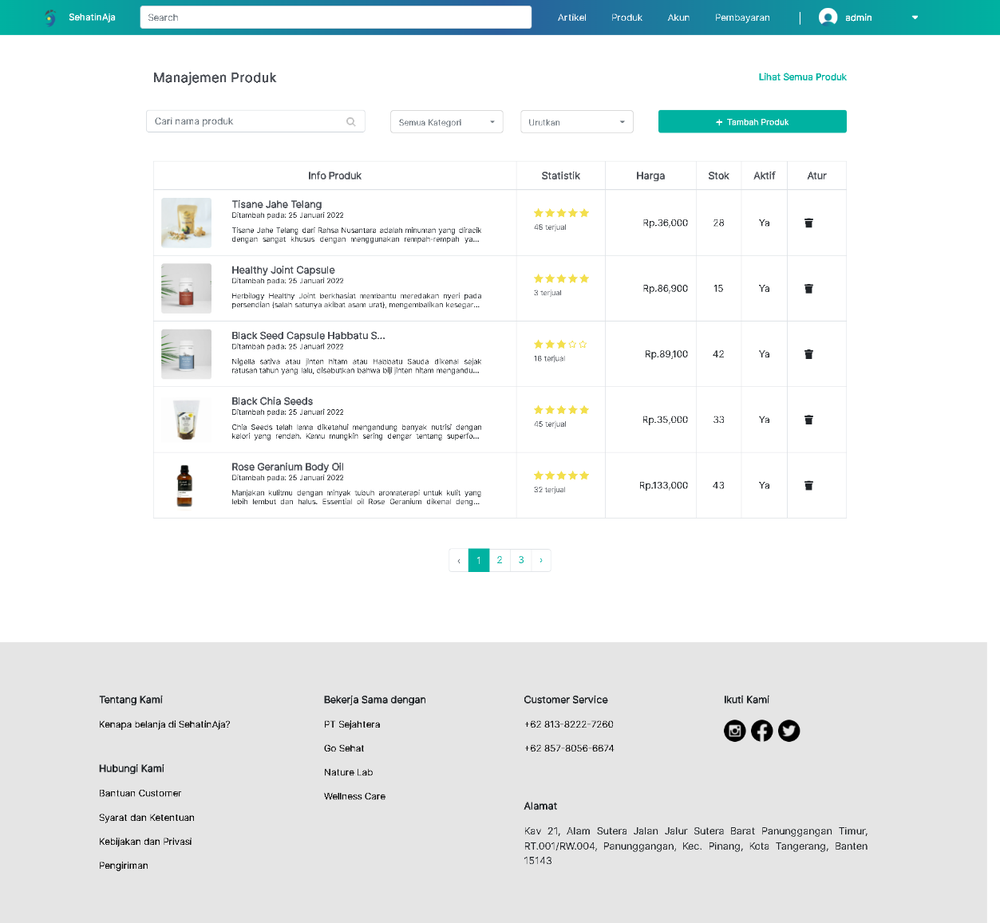 SehatinAja
Search
Artikel
Produk
Akun
Pembayaran
admin
Manajemen Produk
Lihat Semua Produk
Cari nama produk
Semua Kategori
Urutkan
+ Tambah Produk
Info Produk
Statistik
Harga
Stok
Aktif
Atur
Tisane Jahe Telang
Ditambah pada: 25 Januari 2022
Tisane Jahe Telang dari Rahsa Nusantara adalah minuman yang diracik
dengan sangat khusus dengan menggunakan rempah-rempah ya...
48 terjual
Rp.36,000
28
Ya
Healthy Joint Capsule
Ditambah pada: 25 Januari 2022
Herbilogy Healthy Joint berkhasiat membantu meredakan nyeri pada
persendian {salah satunya akibat asam urat}, mengembalikan kesegar...
3 terjual
Rp.86,900
15
Ya
Black Seed Capsule Habbatu S...
Ditambah pada: 25 Januari 2022
Nigella sativa atau jinten hitam atau Habbatu Sauda dikenal sejak
ratusan tahun yang lalu, disebutkan bahwa biji jinten hitam mengandu...
16 terjual
Rp.89,100
42
Ya
Black Chia Seeds
Ditambah pada: 25 Januari 2022
Chia Seeds telah lama diketahui mengandung banyak nutrisi dengan
kalori yang rendah. Kamu mungkin sering dengar tentang superfo...
45 terjual
Rp.35,000
33
Ya
Rose Geranium Body Oil
Ditambah pada: 25 Januari 2022
Manjakan kulitmu dengan minyak tubuh aromaterapi untuk kulit yang
lebih lembut dan halus. Essential oil Rose Geranium dikenal deng...
32 terjual
Rp.133,000
43
Ya
‹ 1 2 3 ›
Tentang Kami
Kenapa belanja di SehatinAja?
Hubungi Kami
Bantuan Customer
Syarat dan Ketentuan
Kebijakan dan Privasi
Pengiriman
Bekerja Sama dengan
PT Sejahtera
Go Sehat
Nature Lab
Wellness Care
Customer Service
+62 813-8222-7260
+62 857-8056-6674
Ikuti Kami
Alamat
Kav 21, Alam Sutera Jalan Jalur Sutera Barat Panunggangan Timur,
RT.001/RW.004, Panunggangan, Kec. Pinang, Kota Tangerang, Banten
15143